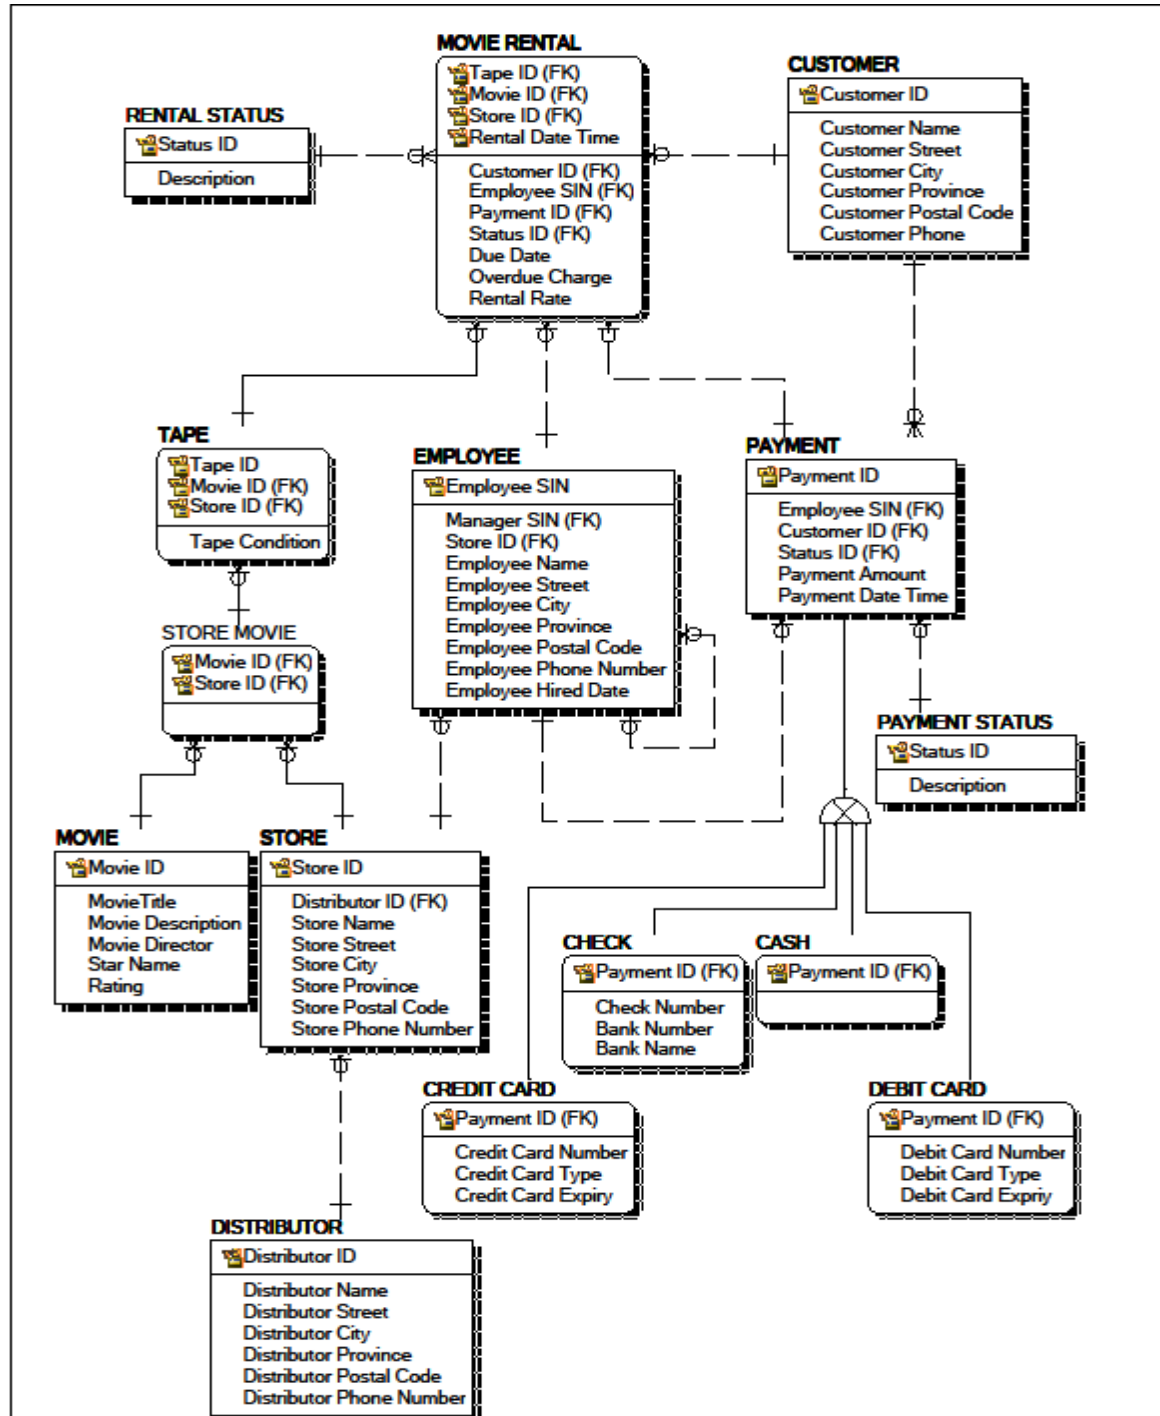 MOVIE RENTAL
Tape ID (FK)
Movie ID (FK)
Store ID (FK)
Rental Date Time
Customer ID (FK)
Employee SIN (FK)
Payment ID (FK)
Status ID (FK)
Due Date
Overdue Charge
Rental Rate
CUSTOMER
Customer ID
Customer Name
Customer Street
Customer City
Customer Province
Customer Postal Code
Customer Phone
RENTAL STATUS
Status ID
Description
TAPE
Tape ID
Movie ID (FK)
Store ID (FK)
Tape Condition
EMPLOYEE
Employee SIN
Manager SIN (FK)
Store ID (FK)
Employee Name
Employee Street
Employee City
Employee Province
Employee Postal Code
Employee Phone Number
Employee Hired Date
PAYMENT
Payment ID
Employee SIN (FK)
Customer ID (FK)
Status ID (FK)
Payment Amount
Payment Date Time
STORE MOVIE
Movie ID (FK)
Store ID (FK)
PAYMENT STATUS
Status ID
Description
MOVIE
Movie ID
MovieTitle
Movie Description
Movie Director
Star Name
Rating
STORE
Store ID
Distributor ID (FK)
Store Name
Store Street
Store City
Store Province
Store Postal Code
Store Phone Number
CHECK
Payment ID (FK)
Check Number
Bank Number
Bank Name
CASH
Payment ID (FK)
CREDIT CARD
Payment ID (FK)
Credit Card Number
Credit Card Type
Credit Card Expiry
DEBIT CARD
Payment ID (FK)
Debit Card Number
Debit Card Type
Debit Card Expriy
DISTRIBUTOR
Distributor ID
Distributor Name
Distributor Street
Distributor City
Distributor Province
Distributor Postal Code
Distributor Phone Number